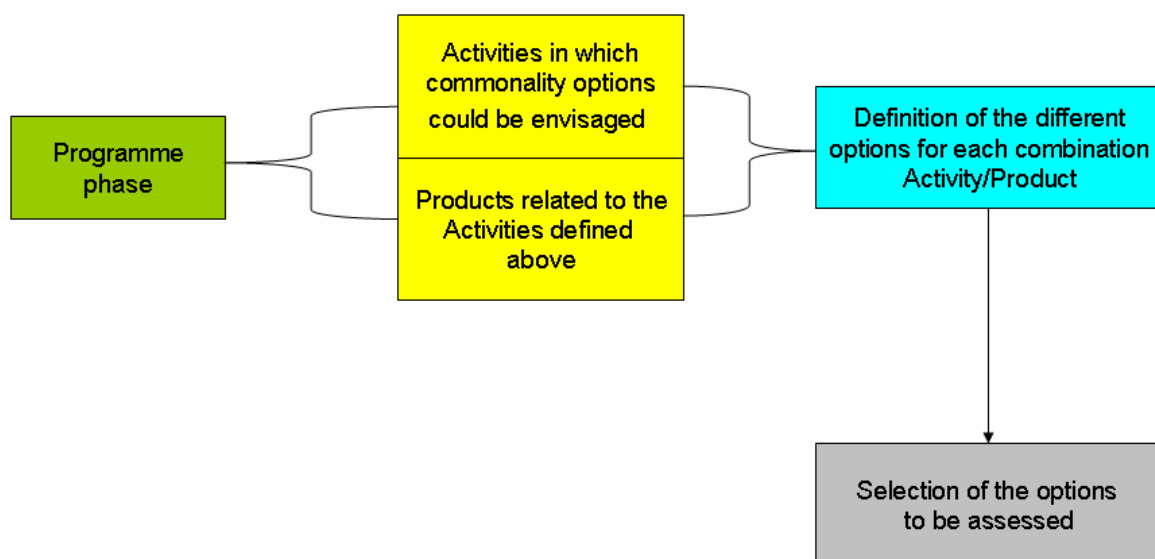 Programme
phase
Activities in which
commonality options
could be envisaged
Products related to the
Activities defined
above
Definition of the different
options for each combination
Activity/Product
Selection of the options
to be assessed